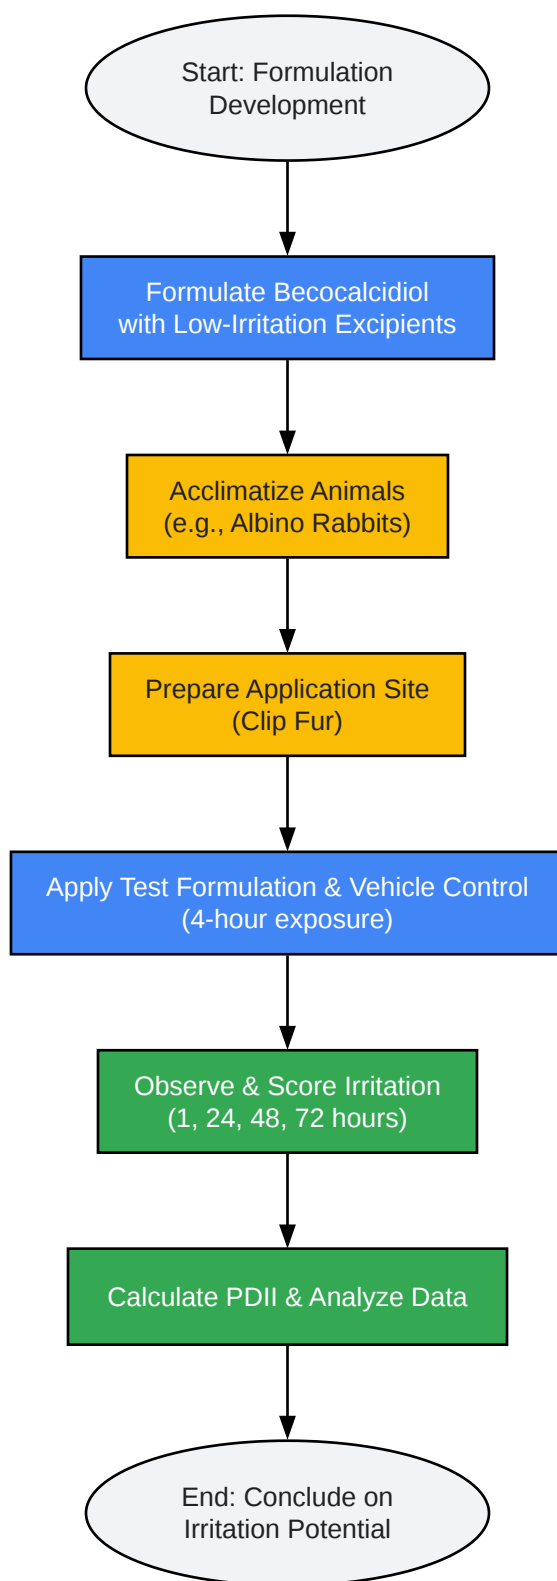 Start: Formulation
Development
Formulate Becocalcidiol
with Low-Irritation Excipients
Acclimatize Animals
(e.g., Albino Rabbits)
Prepare Application Site
(Clip Fur)
Apply Test Formulation & Vehicle Control
(4-hour exposure)
Observe & Score Irritation
(1, 24, 48, 72 hours)
Calculate PDII & Analyze Data
End: Conclude on
Irritation Potential